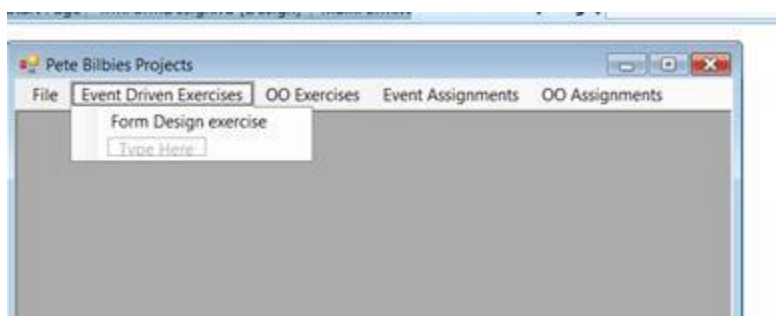 Pete Bilbies Projects
File Event Driven Exercises OO Exercises Event Assignments OO Assignments
Form Design exercise
Type Here